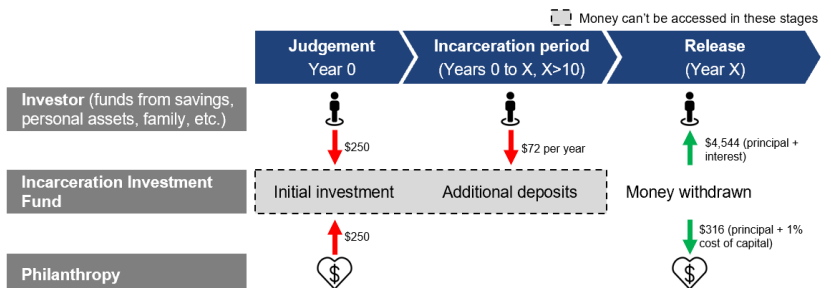 Money can't be accessed in these stages
Judgement
Year 0
Incarceration period
(Years 0 to X, X>10)
Release
(Year X)
Investor (funds from savings,
personal assets, family, etc.)
$250
$72 per year
$4,544 (principal +
interest)
Incarceration Investment
Fund
Initial investment
Additional deposits
Money withdrawn
$250
$316 (principal + 1%
cost of capital)
Philanthropy
$
$